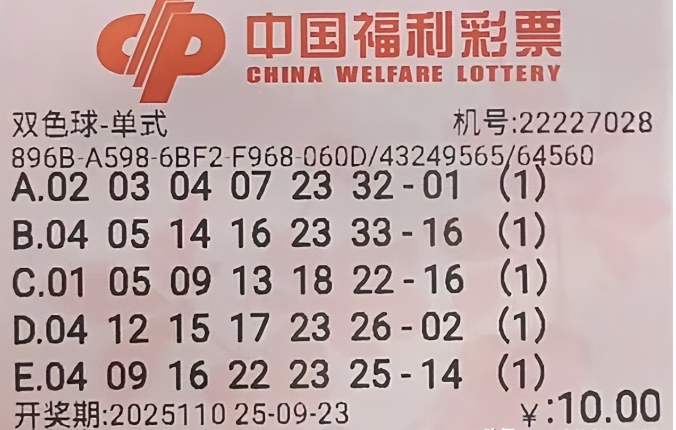 中国福利彩票
CHINA WELFARE LOTTERY
双色球-单式 机号:22227028
896B-A598-6BF2-F968-060D/43249565/64560
A.02 03 04 07 23 32-01 (1)
B.04 05 14 16 23 33-16 (1)
C.01 05 09 13 18 22-16 (1)
D.04 12 15 17 23 26-02 (1)
E.04 09 16 22 23 25-14 (1)
开奖期:2025110 25-09-23 ¥:10.00